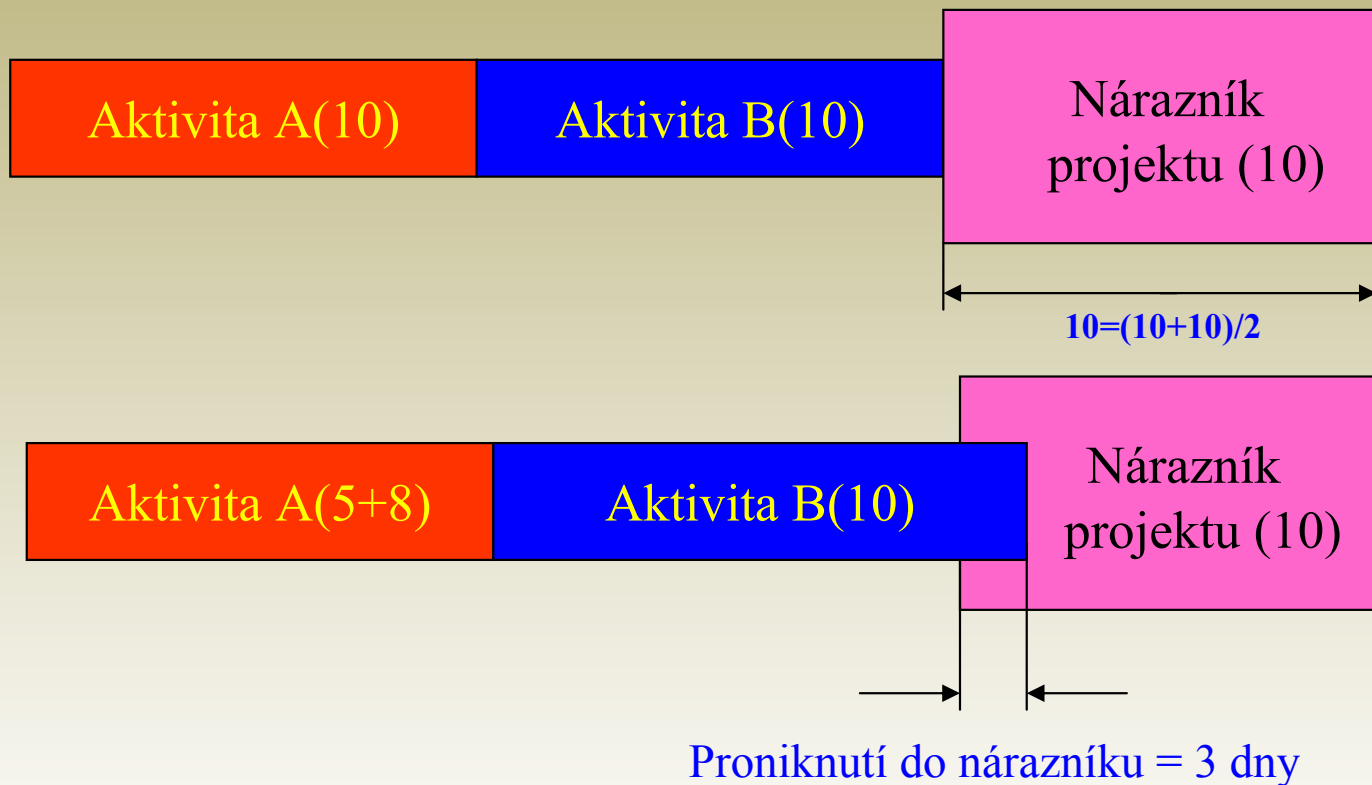 Aktivita A(10)
Aktivita B(10)
Nárazník
projektu (10)
10=(10+10)/2
Aktivita A(5+8)
Aktivita B(10)
Nárazník
projektu (10)
Proniknutí do nárazníku = 3 dny